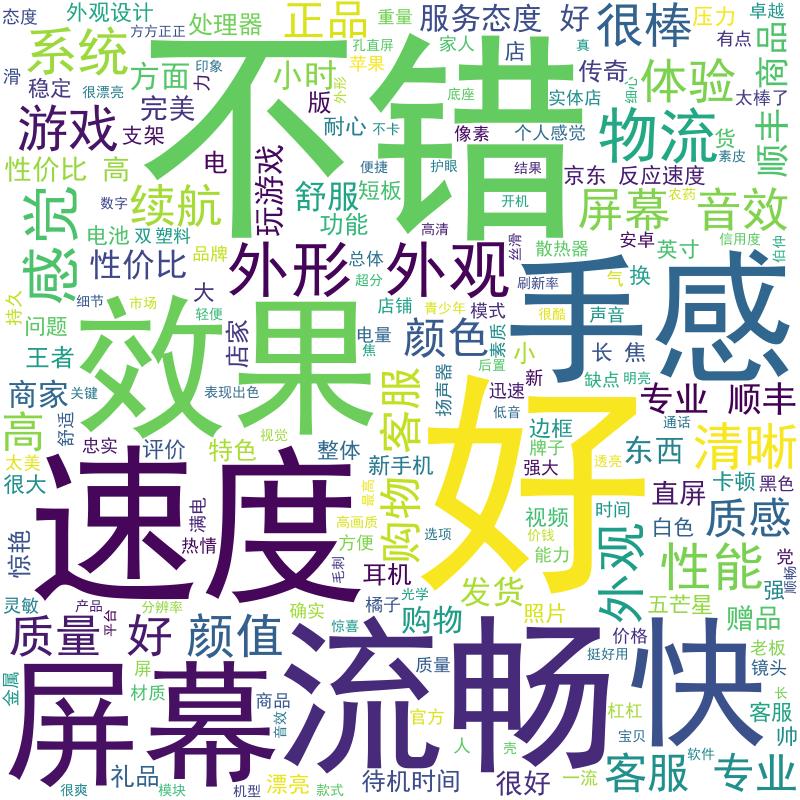 态度
外观设计
处理器
正品
重量
服务态度
好
很棒
压力
卓越
方方正正
孔直屏
家人
店
真
有点
商品
系统
滑
稳定
很漂亮
方面
印象
力
小时
苹果
外形
底座
实体店
传奇
细心
体验
太棒了
不错
游戏
支架
完美
版
耐心
不卡
像素
个人感觉
物流
货
素皮
顺丰
性价比
高
电
玩游戏
舒服
短板
便捷
护眼
结果
京东
反应速度
感觉
数字
续航
功能
开机
屏幕
农药
音效
电池
双
塑料
高清
丝滑
安卓
英寸
信用度
伯仲
性价比
品牌
外形
总体
外观
散热器
手感
持久
细节
市场
大
轻便
超分
店铺
青少年
模式
刷新率
很酷
气
换
声音
问题
效果
店家
电量
焦
颜色
素质
小
长
焦
王者
后置
商家
关键
表现出色
客服
扬声器
迅速
新
缺点
明亮
专业
顺丰
高
舒适
忠实
评价
特色
视觉
整体
好
低音
边框
通话
东西
清晰
太美
很大
新手机
强大
牌子
透亮
直屏
卡顿
黑色
速度
满电
热情
最高
高画质
方便
购物
选项
视频
时间
价钱
能力
白色
质感
惊艳
毛刺
耳机
发货
外观
性能
党
强
顺畅
灵敏
产品
平台
分辨率
惊喜
确实
橘子
光学
购物
照片
五芒星
赠品
质量
好
颜值
流畅
价格
快
老板
挺好用
镜头
金属
屏幕
屏
材质
商品
音效
质量
官方
人
壳
杠杠
宝贝
长
客服
帅
软件
很爽
礼品
模块
机型
漂亮
款式
待机时间
很好
一流
客服
专业